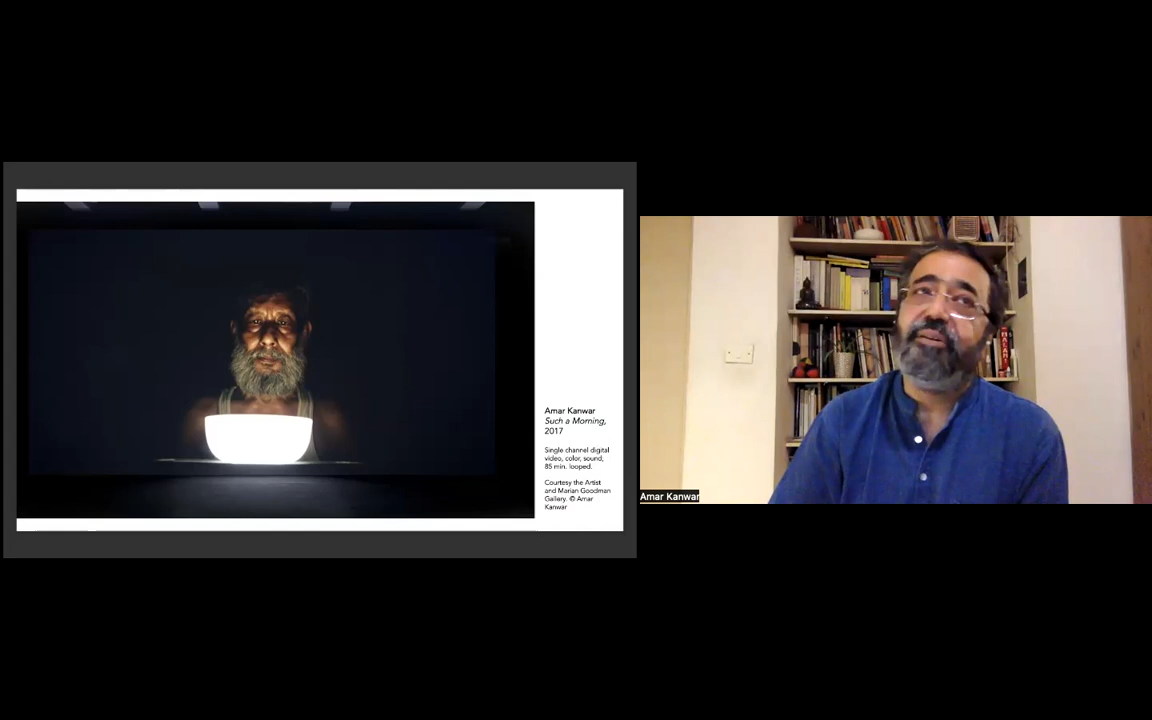 Amar Kanwar
Such a Morning,
2017
Single channel digital
video, color, sound,
85 min. looped.
Courtesy the Artist
and Marian Goodman
Gallery. © Amar
Kanwar
Amar Kanwar